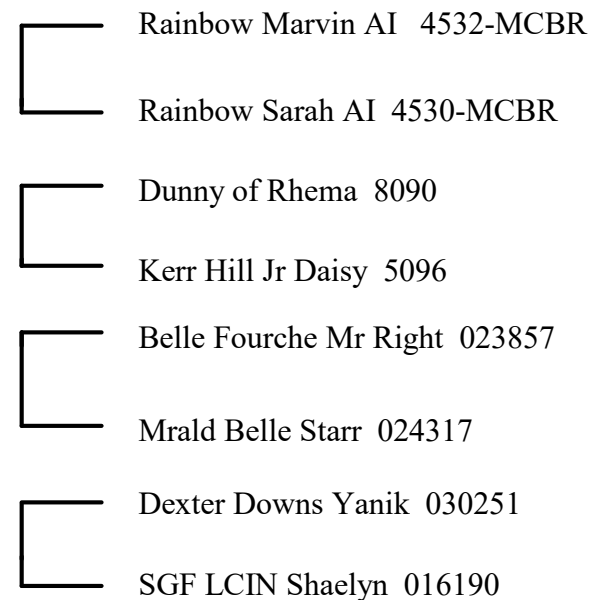 Rainbow Marvin AI 4532-MCBR
Rainbow Sarah AI 4530-MCBR
Dunny of Rhema 8090
Kerr Hill Jr Daisy 5096
Belle Fourche Mr Right 023857
Mrald Belle Starr 024317
Dexter Downs Yanik 030251
SGF LCIN Shaelyn 016190